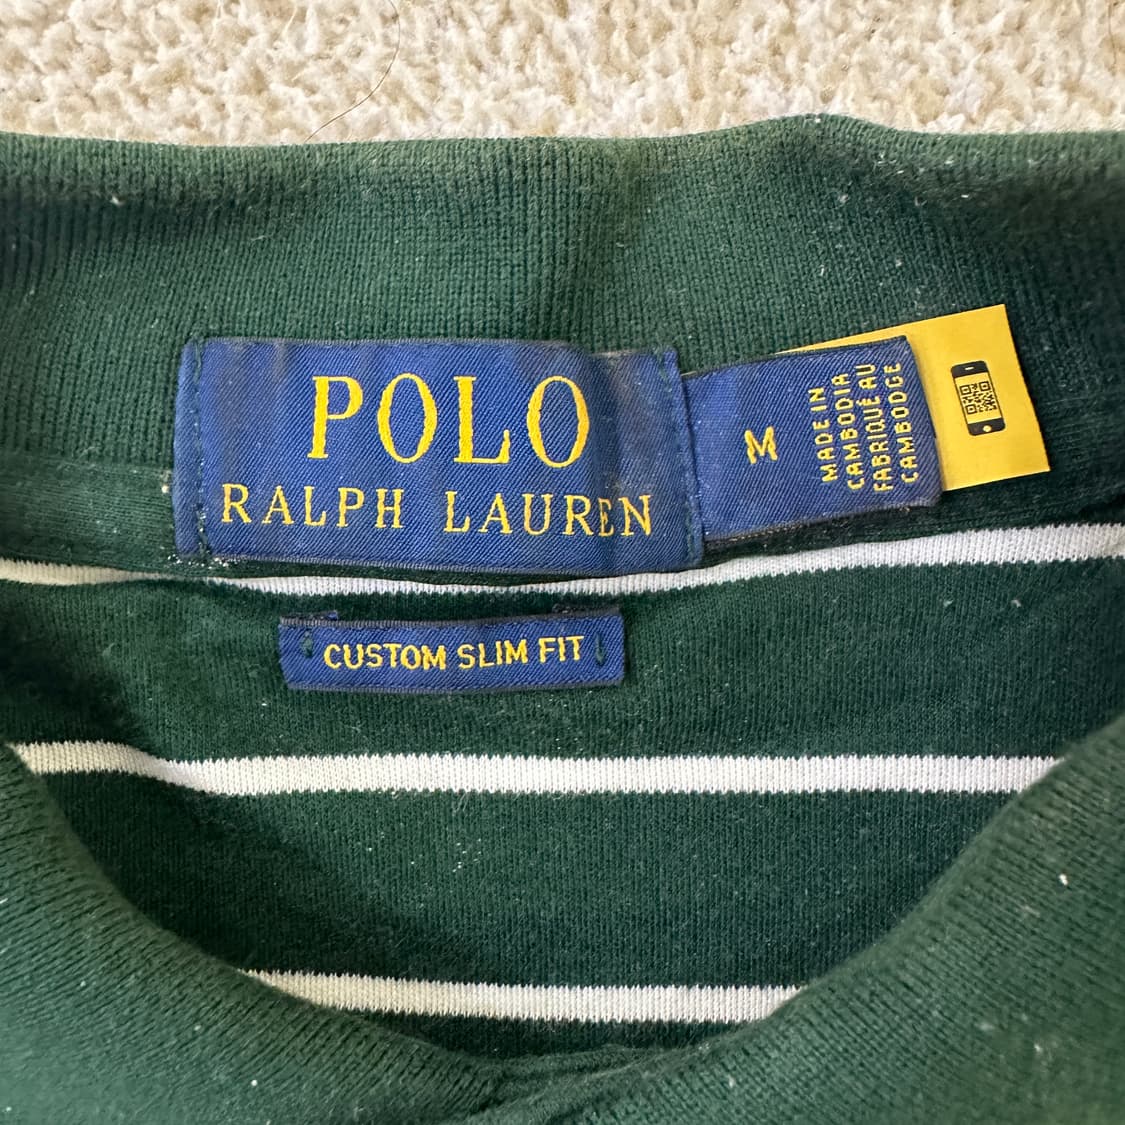 POLO
RALPH LAUREN
M
MADE IN
CAMBODIA
FABRIQUÉ AU
CAMBODGE
CUSTOM SLIM FIT